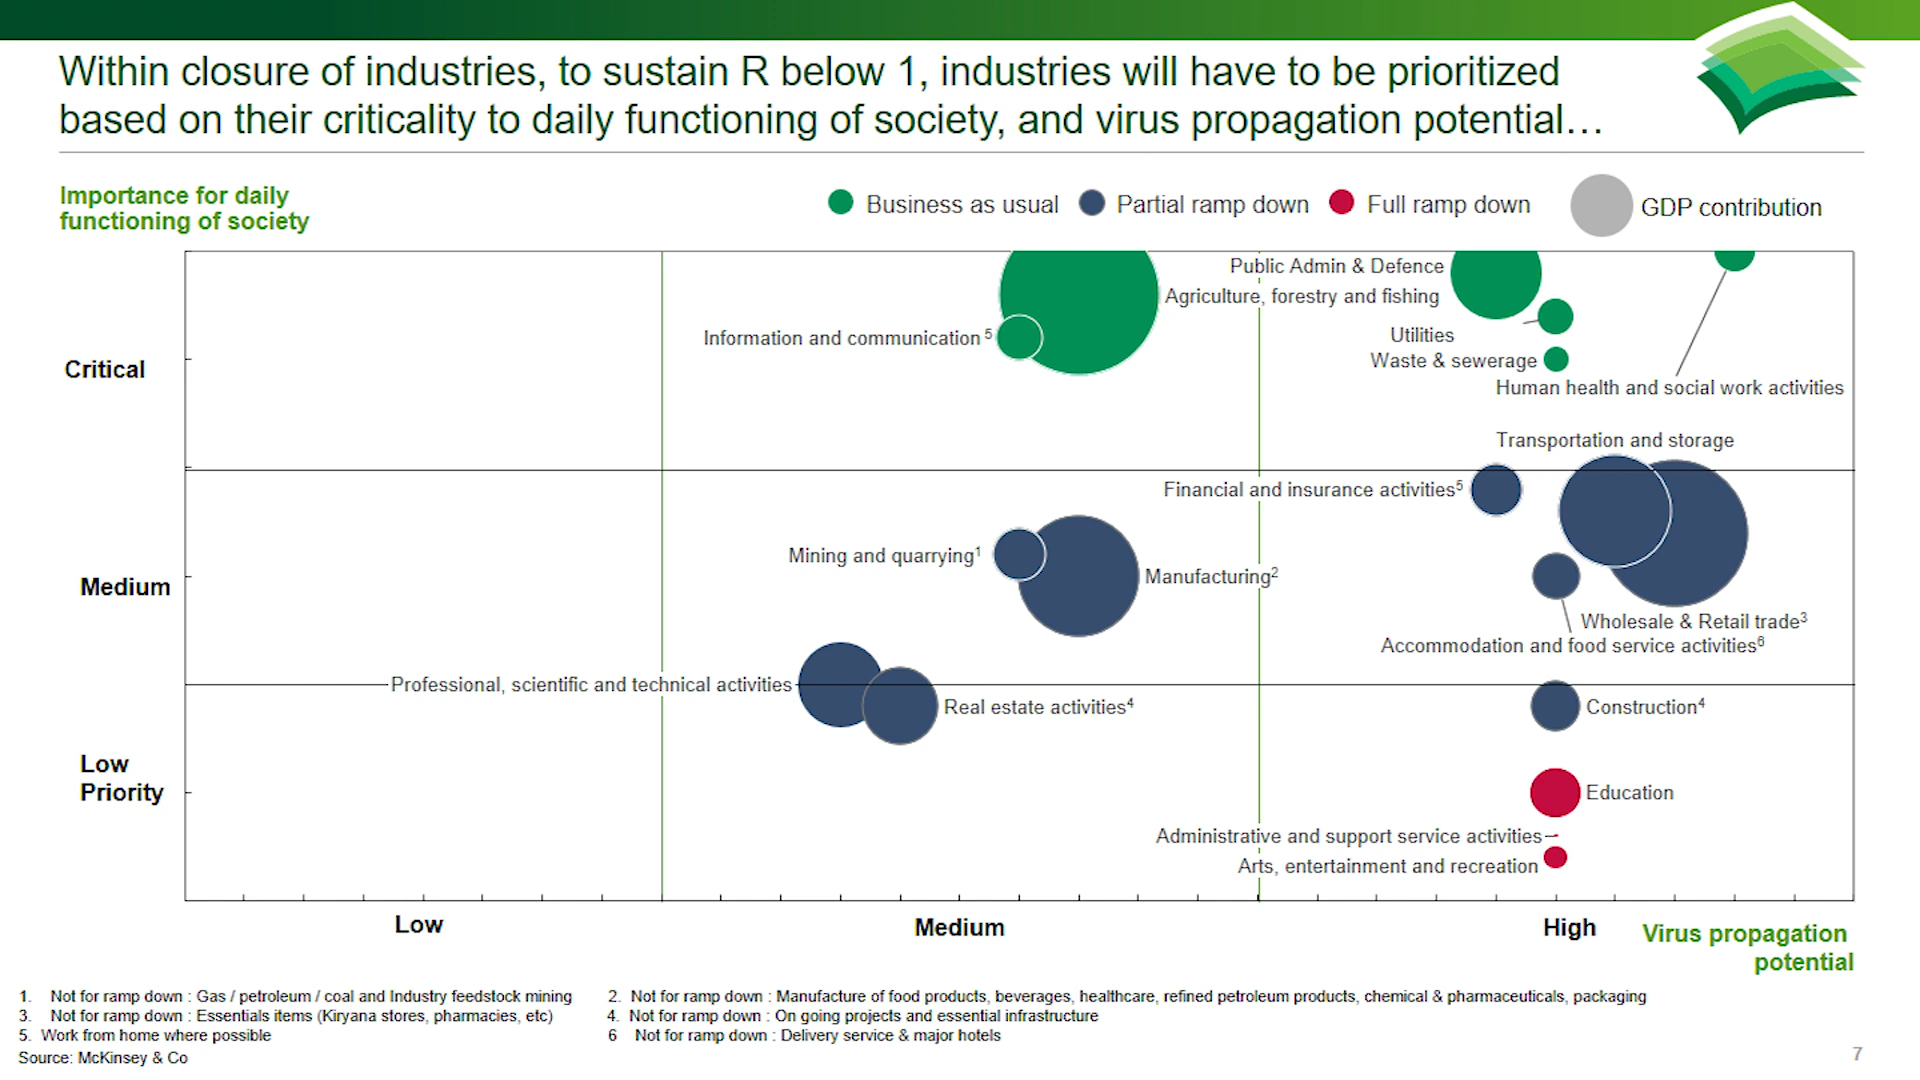 Within closure of industries, to sustain R below 1, industries will have to be prioritized
based on their criticality to daily functioning of society, and virus propagation potential…
Importance for daily
functioning of society
Business as usual
Partial ramp down
Full ramp down
GDP contribution
Public Admin & Defence
Agriculture, forestry and fishing
Information and communication 5
Utilities
Waste & sewerage
Critical
Human health and social work activities
Transportation and storage
Financial and insurance activities5
Mining and quarrying1
Manufacturing2
Medium
Wholesale & Retail trade3
Accommodation and food service activities6
Professional, scientific and technical activities
Real estate activities4
Construction4
Low
Priority
Education
Administrative and support service activities
Arts, entertainment and recreation
Low
Medium
High
Virus propagation
potential
1. Not for ramp down : Gas / petroleum / coal and Industry feedstock mining
2. Not for ramp down : Manufacture of food products, beverages, healthcare, refined petroleum products, chemical & pharmaceuticals, packaging
3. Not for ramp down : Essentials items (Kiryana stores, pharmacies, etc)
4. Not for ramp down : On going projects and essential infrastructure
5. Work from home where possible
6 Not for ramp down : Delivery service & major hotels
Source: McKinsey & Co
7